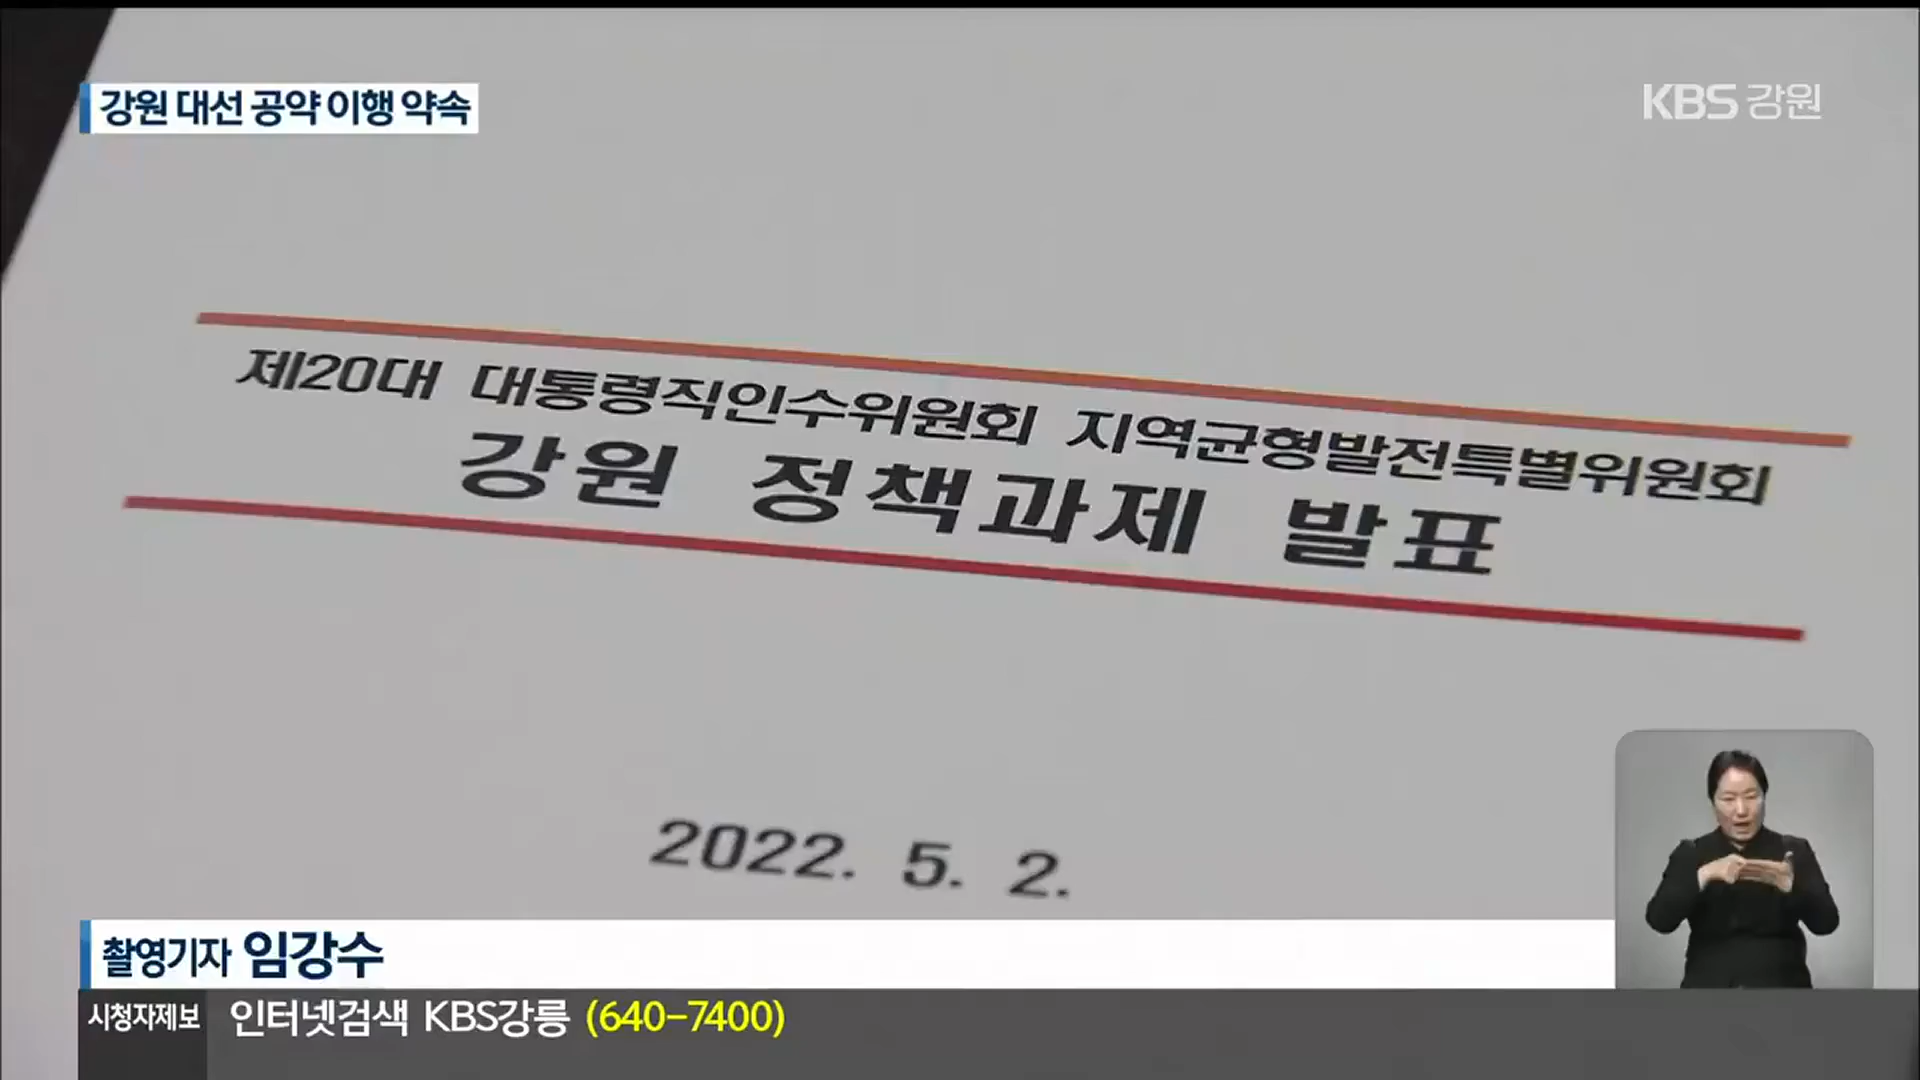 강원 대선 공약 이행 약속
KBS 강원
제20대 대통령직인수위원회 지역균형발전특별위원회
강원 정책과제 발표
2022. 5. 2.
촬영기자 임강수
시청자제보 인터넷검색 KBS강릉 (640-7400)